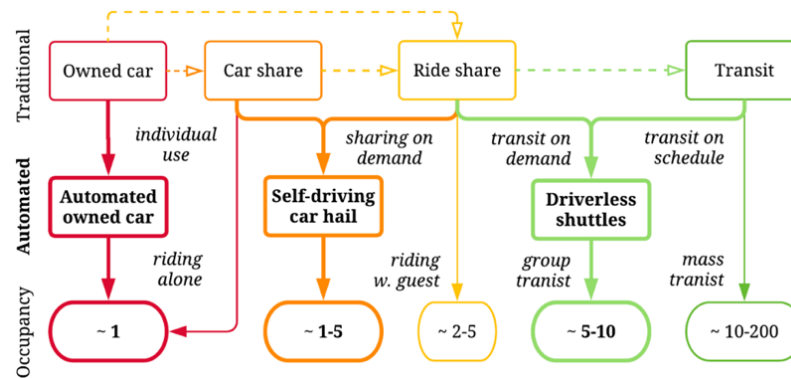 Traditional
Owned car
Car share
Ride share
Transit
individual
use
sharing on
demand
transit on
demand
transit on
schedule
Automated
Automated
owned car
Self-driving
car hail
Driverless
shuttles
riding
alone
riding
w. guest
group
tranist
mass
tranist
Occupancy
~ 1
~ 1-5
~ 2-5
~ 5-10
~ 10-200